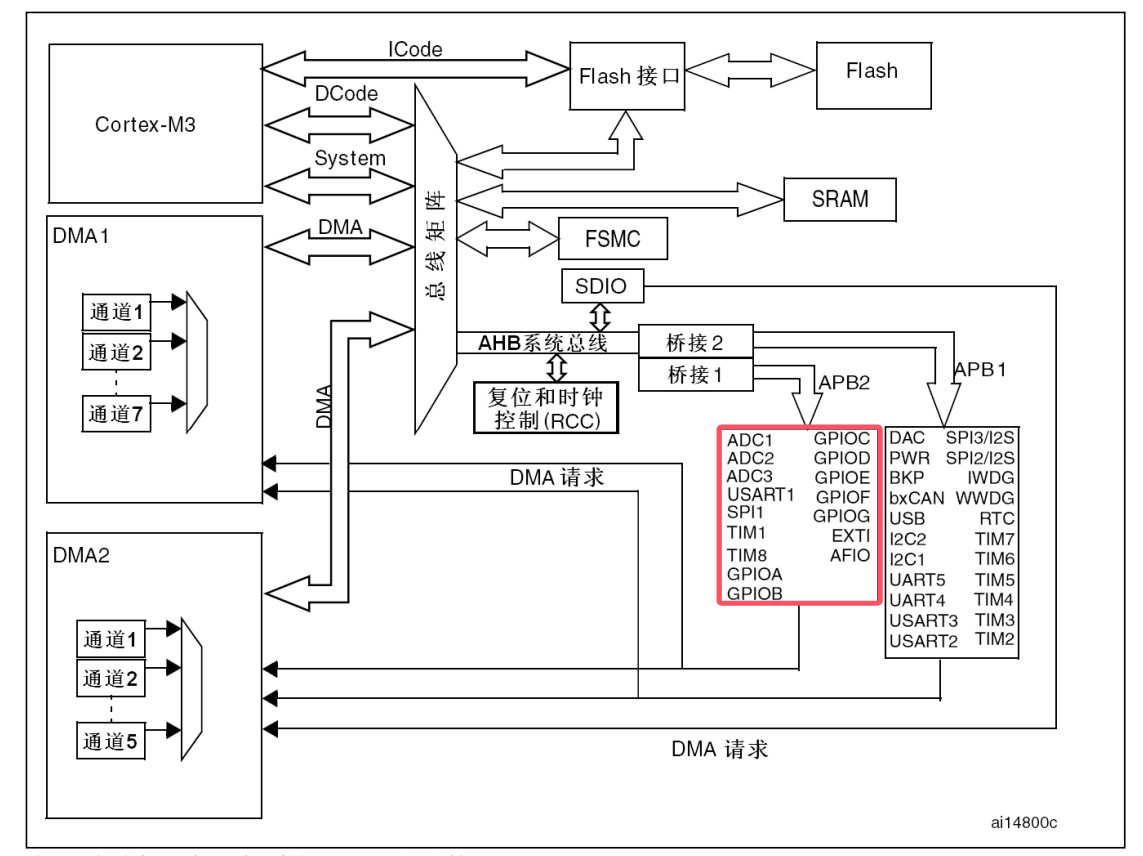 ICode
Flash 接口
Flash
Cortex-M3
DCode
System
SRAM
DMA
FSMC
总线矩阵
DMA1
通道1
通道2
通道7
SDIO
AHB系统总线
桥接2
桥接1
复位和时钟
控制(RCC)
APB2
APB1
DMA
DMA 请求
ADC1 GPIOC
ADC2 GPIOD
ADC3 GPIOE
USART1 GPIOF
SPI1 GPIOG
TIM1 EXTI
TIM8 AFIO
GPIOA
GPIOB
DAC SPI3/I2S
PWR SPI2/I2S
BKP IWDG
bxCAN WWDG
USB RTC
I2C2 TIM7
I2C1 TIM6
UART5 TIM5
UART4 TIM4
USART3 TIM3
USART2 TIM2
DMA2
通道1
通道2
通道5
DMA 请求
ai14800c